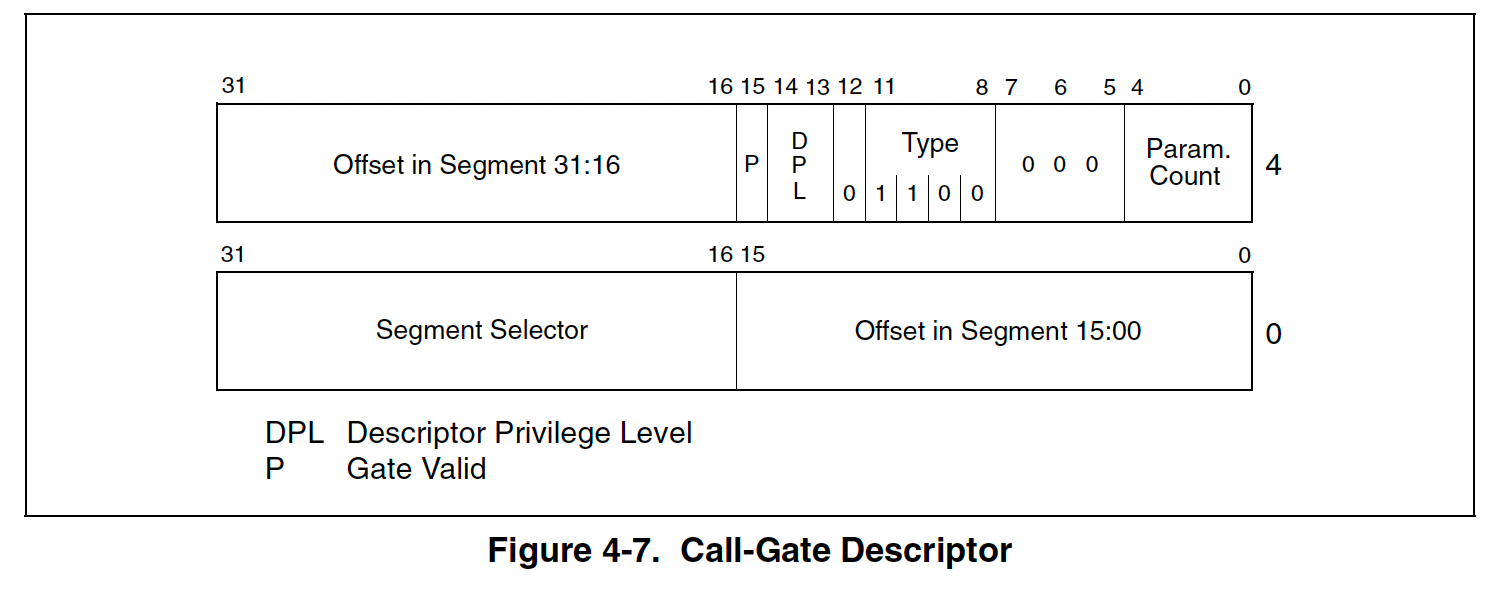 31 16 15 14 13 12 11 8 7 6 5 4 0
Offset in Segment 31:16 P DPL 0 Type 1 1 0 0 0 0 0 Param. Count 4
31 16 15 0
Segment Selector Offset in Segment 15:00 0
DPL Descriptor Privilege Level
P Gate Valid
Figure 4-7. Call-Gate Descriptor